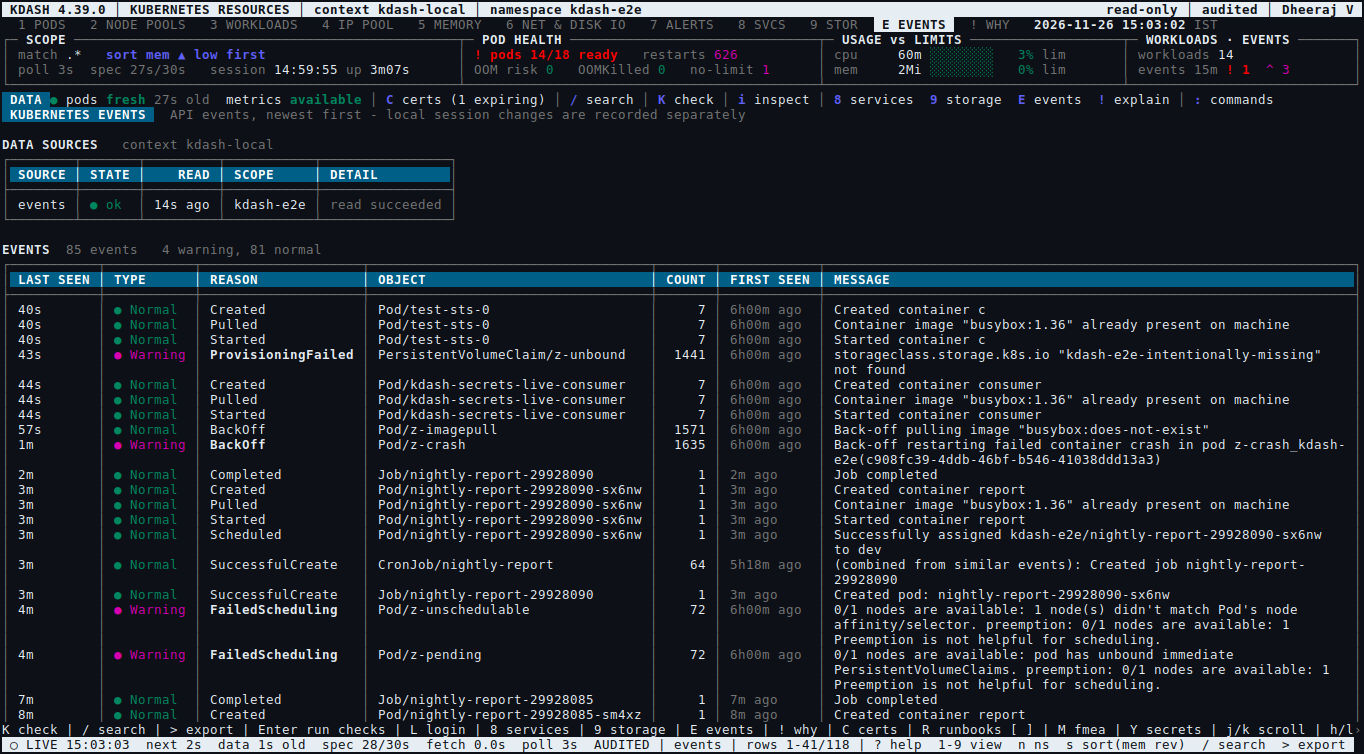 KDASH 4.39.0 │ KUBERNETES RESOURCES │ context kdash-local │ namespace kdash-e2e read-only │ audited │ Dheeraj V
1 PODS 2 NODE POOLS 3 WORKLOADS 4 IP POOL 5 MEMORY 6 NET & DISK IO 7 ALERTS 8 SVCS 9 STOR E EVENTS ! WHY 2026-11-26 15:03:02 IST
SCOPE POD HEALTH USAGE vs LIMITS WORKLOADS · EVENTS
match .* sort mem ▲ low first ! pods 14/18 ready restarts 626 cpu 60m 3% lim workloads 14
poll 3s spec 27s/30s session 14:59:55 up 3m07s OOM risk 0 OOMKilled 0 no-limit 1 mem 2Mi 0% lim events 15m ! 1 ^ 3
DATA ● pods fresh 27s old metrics available │ C certs (1 expiring) │ / search │ K check │ i inspect │ 8 services 9 storage E events ! explain │ : commands
KUBERNETES EVENTS API events, newest first - local session changes are recorded separately
DATA SOURCES context kdash-local
SOURCE │ STATE │ READ │ SCOPE │ DETAIL
events │ ● ok │ 14s ago │ kdash-e2e │ read succeeded
EVENTS 85 events 4 warning, 81 normal
LAST SEEN │ TYPE │ REASON │ OBJECT │ COUNT │ FIRST SEEN │ MESSAGE
40s │ ● Normal │ Created │ Pod/test-sts-0 │ 7 │ 6h00m ago │ Created container c
40s │ ● Normal │ Pulled │ Pod/test-sts-0 │ 7 │ 6h00m ago │ Container image "busybox:1.36" already present on machine
40s │ ● Normal │ Started │ Pod/test-sts-0 │ 7 │ 6h00m ago │ Started container c
43s │ ● Warning │ ProvisioningFailed │ PersistentVolumeClaim/z-unbound │ 1441 │ 6h00m ago │ storageclass.storage.k8s.io "kdash-e2e-intentionally-missing"
not found
44s │ ● Normal │ Created │ Pod/kdash-secrets-live-consumer │ 7 │ 6h00m ago │ Created container consumer
44s │ ● Normal │ Pulled │ Pod/kdash-secrets-live-consumer │ 7 │ 6h00m ago │ Container image "busybox:1.36" already present on machine
44s │ ● Normal │ Started │ Pod/kdash-secrets-live-consumer │ 7 │ 6h00m ago │ Started container consumer
57s │ ● Normal │ BackOff │ Pod/z-imagepull │ 1571 │ 6h00m ago │ Back-off pulling image "busybox:does-not-exist"
1m │ ● Warning │ BackOff │ Pod/z-crash │ 1635 │ 6h00m ago │ Back-off restarting failed container crash in pod z-crash_kdash-
e2e(c908fc39-4ddb-46bf-b546-41038ddd13a3)
2m │ ● Normal │ Completed │ Job/nightly-report-29928090 │ 1 │ 2m ago │ Job completed
3m │ ● Normal │ Created │ Pod/nightly-report-29928090-sx6nw │ 1 │ 3m ago │ Created container report
3m │ ● Normal │ Pulled │ Pod/nightly-report-29928090-sx6nw │ 1 │ 3m ago │ Container image "busybox:1.36" already present on machine
3m │ ● Normal │ Started │ Pod/nightly-report-29928090-sx6nw │ 1 │ 3m ago │ Started container report
3m │ ● Normal │ Scheduled │ Pod/nightly-report-29928090-sx6nw │ 1 │ 3m ago │ Successfully assigned kdash-e2e/nightly-report-29928090-sx6nw
to dev
3m │ ● Normal │ SuccessfulCreate │ CronJob/nightly-report │ 64 │ 5h18m ago │ (combined from similar events): Created job nightly-report-
29928090
3m │ ● Normal │ SuccessfulCreate │ Job/nightly-report-29928090 │ 1 │ 3m ago │ Created pod: nightly-report-29928090-sx6nw
4m │ ● Warning │ FailedScheduling │ Pod/z-unschedulable │ 72 │ 6h00m ago │ 0/1 nodes are available: 1 node(s) didn't match Pod's node
affinity/selector. preemption: 0/1 nodes are available: 1
Preemption is not helpful for scheduling.
4m │ ● Warning │ FailedScheduling │ Pod/z-pending │ 72 │ 6h00m ago │ 0/1 nodes are available: pod has unbound immediate
PersistentVolumeClaims. preemption: 0/1 nodes are available: 1
Preemption is not helpful for scheduling.
7m │ ● Normal │ Completed │ Job/nightly-report-29928085 │ 1 │ 7m ago │ Job completed
8m │ ● Normal │ Created │ Pod/nightly-report-29928085-sm4xz │ 1 │ 8m ago │ Created container report
K check | / search | > export | Enter run checks | L login | 8 services | 9 storage | E events | ! why | C certs | R runbooks [ ] | M fmea | Y secrets | j/k scroll | h/l›
○ LIVE 15:03:03 next 2s data 1s old spec 28/30s fetch 0.0s poll 3s AUDITED │ events │ rows 1-41/118 │ ? help 1-9 view n ns s sort(mem rev) / search > export